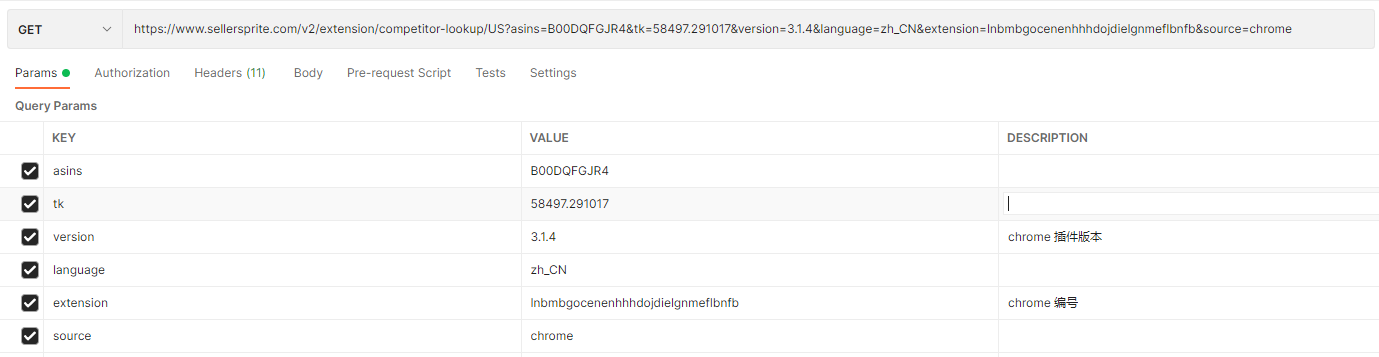 GET https://www.sellersprite.com/v2/extension/competitor-lookup/US?asins=B00DQFGJR4&tk=58497.291017&version=3.1.4&language=zh_CN&extension=lnbmbgocenenhhhdojdielgnmeflbnfb&source=chrome
Params Authorization Headers (11) Body Pre-request Script Tests Settings
Query Params
KEY VALUE DESCRIPTION
asins B00DQFGJR4
tk 58497.291017
version 3.1.4 chrome 插件版本
language zh_CN
extension lnbmbgocenenhhhdojdielgnmeflbnfb chrome 编号
source chrome